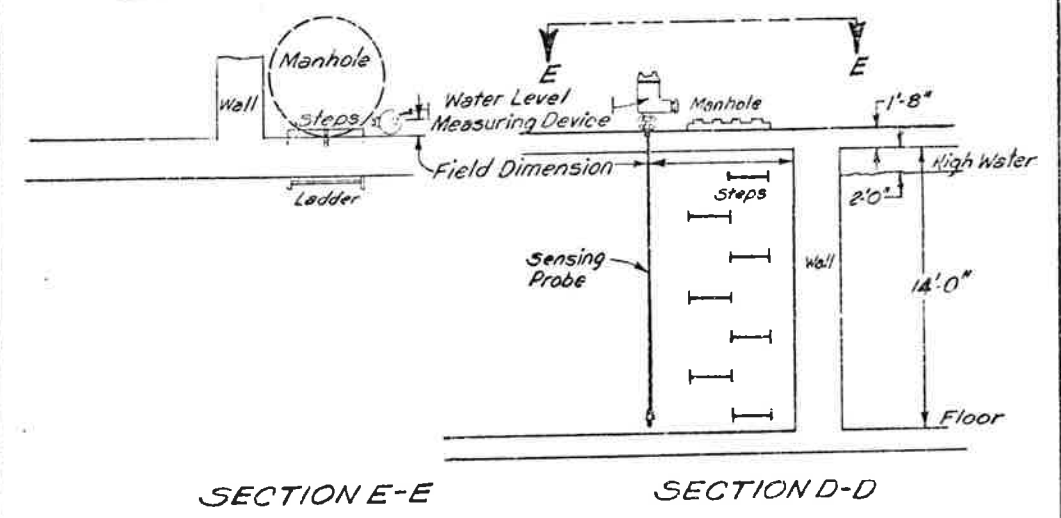 Manhole
Wall
Steps
Water Level
Measuring Device
Field Dimension
Ladder
SECTION E-E
E
E
Manhole
1'-8"
High Water
2'-0"
Steps
Sensing
Probe
Wall
14'-0"
Floor
SECTION D-D